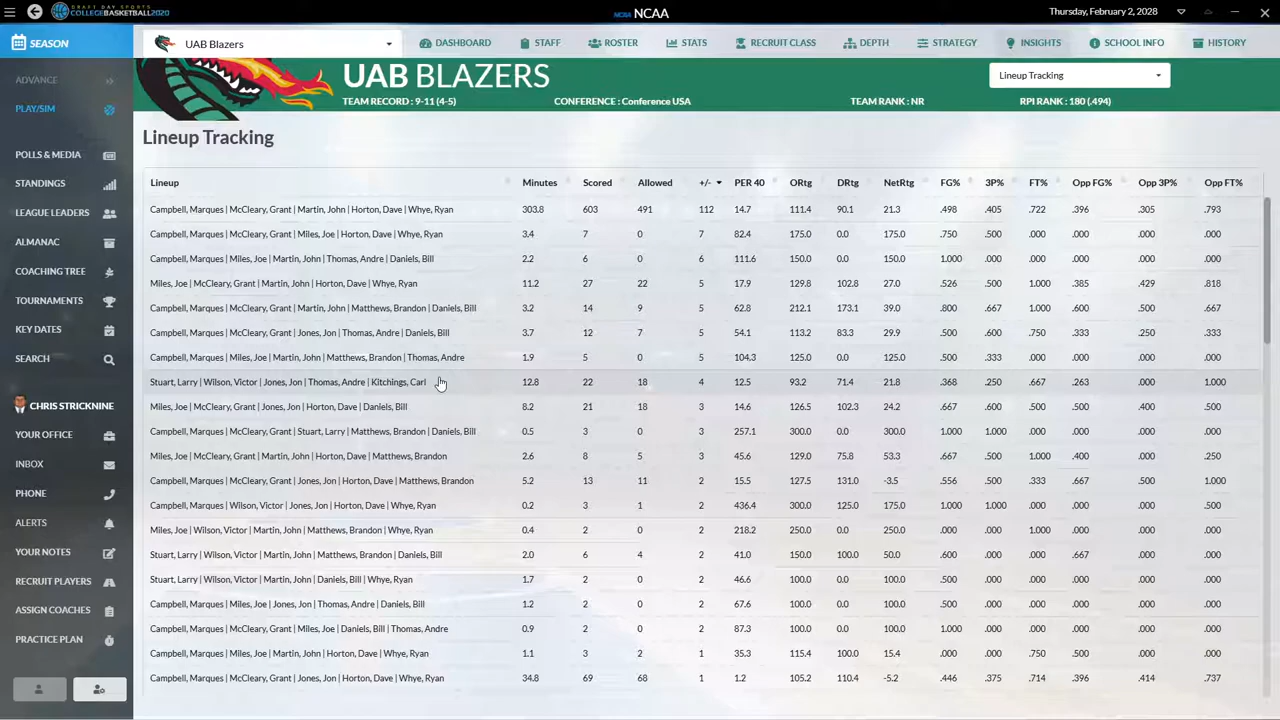 DRAFT DAY SPORTS
COLLEGE BASKETBALL 2020
NCAA NCAA
Thursday, February 2, 2028
SEASON
UAB Blazers
DASHBOARD STAFF ROSTER STATS RECRUIT CLASS DEPTH STRATEGY INSIGHTS SCHOOL INFO HISTORY
ADVANCE
PLAY/SIM
POLLS & MEDIA
STANDINGS
LEAGUE LEADERS
ALMANAC
COACHING TREE
TOURNAMENTS
KEY DATES
SEARCH
CHRIS STRICKNINE
YOUR OFFICE
INBOX
PHONE
ALERTS
YOUR NOTES
RECRUIT PLAYERS
ASSIGN COACHES
PRACTICE PLAN
UAB BLAZERS
Lineup Tracking
TEAM RECORD : 9-11 (4-5) CONFERENCE : Conference USA TEAM RANK : NR RPI RANK : 180 (.494)
Lineup Tracking
Lineup Minutes Scored Allowed +/- PER 40 ORtg DRtg NetRtg FG% 3P% FT% Opp FG% Opp 3P% Opp FT%
Campbell, Marques | McCleary, Grant | Martin, John | Horton, Dave | Whye, Ryan 303.8 603 491 112 14.7 111.4 90.1 21.3 .498 .405 .722 .396 .305 .793
Campbell, Marques | McCleary, Grant | Miles, Joe | Horton, Dave | Whye, Ryan 3.4 7 0 7 82.4 175.0 0.0 175.0 .750 .500 .000 .000 .000 .000
Campbell, Marques | Miles, Joe | Martin, John | Thomas, Andre | Daniels, Bill 2.2 6 0 6 111.6 150.0 0.0 150.0 1.000 .000 .000 .000 .000 .000
Miles, Joe | McCleary, Grant | Martin, John | Horton, Dave | Whye, Ryan 11.2 27 22 5 17.9 129.8 102.8 27.0 .526 .500 1.000 .385 .429 .818
Campbell, Marques | McCleary, Grant | Martin, John | Matthews, Brandon | Daniels, Bill 3.2 14 9 5 62.8 212.1 173.1 39.0 .800 .667 1.000 .600 .500 .667
Campbell, Marques | McCleary, Grant | Jones, Jon | Thomas, Andre | Daniels, Bill 3.7 12 7 5 54.1 113.2 83.3 29.9 .500 .600 .750 .333 .250 .333
Campbell, Marques | Miles, Joe | Martin, John | Matthews, Brandon | Thomas, Andre 1.9 5 0 5 104.3 125.0 0.0 125.0 .500 .333 .000 .000 .000 .000
Stuart, Larry | Wilson, Victor | Jones, Jon | Thomas, Andre | Kitchings, Carl 12.8 22 18 4 12.5 93.2 71.4 21.8 .368 .250 .667 .263 .000 1.000
Miles, Joe | McCleary, Grant | Jones, Jon | Horton, Dave | Daniels, Bill 8.2 21 18 3 14.6 126.5 102.3 24.2 .667 .600 .500 .500 .400 .500
Campbell, Marques | McCleary, Grant | Stuart, Larry | Matthews, Brandon | Daniels, Bill 0.5 3 0 3 257.1 300.0 0.0 300.0 1.000 1.000 .000 .000 .000 .000
Miles, Joe | McCleary, Grant | Martin, John | Horton, Dave | Matthews, Brandon 2.6 8 5 3 45.6 129.0 75.8 53.3 .667 .500 1.000 .400 .000 .250
Campbell, Marques | McCleary, Grant | Jones, Jon | Horton, Dave | Matthews, Brandon 5.2 13 11 2 15.5 127.5 131.0 -3.5 .556 .500 .333 .667 .500 1.000
Campbell, Marques | Wilson, Victor | Jones, Jon | Horton, Dave | Whye, Ryan 0.2 3 1 2 436.4 300.0 125.0 175.0 1.000 1.000 .000 .000 .000 .500
Miles, Joe | Wilson, Victor | Martin, John | Matthews, Brandon | Whye, Ryan 0.4 2 0 2 218.2 250.0 0.0 250.0 .000 .000 1.000 .000 .000 .000
Stuart, Larry | Wilson, Victor | Martin, John | Matthews, Brandon | Daniels, Bill 2.0 6 4 2 41.0 150.0 100.0 50.0 .600 .000 .000 .667 .000 .000
Stuart, Larry | Wilson, Victor | Martin, John | Daniels, Bill | Whye, Ryan 1.7 2 0 2 46.6 100.0 0.0 100.0 .500 .000 .000 .000 .000 .000
Campbell, Marques | Miles, Joe | Jones, Jon | Thomas, Andre | Daniels, Bill 1.2 2 0 2 67.6 100.0 0.0 100.0 .500 .000 .000 .000 .000 .000
Campbell, Marques | McCleary, Grant | Miles, Joe | Daniels, Bill | Thomas, Andre 0.9 2 0 2 87.3 100.0 0.0 100.0 1.000 .000 .000 .000 .000 .000
Campbell, Marques | Miles, Joe | Martin, John | Horton, Dave | Whye, Ryan 1.1 3 2 1 35.3 115.4 100.0 15.4 .000 .000 .750 .500 .000 .000
Campbell, Marques | McCleary, Grant | Jones, Jon | Horton, Dave | Whye, Ryan 34.8 69 68 1 1.2 105.2 110.4 -5.2 .446 .375 .714 .396 .414 .737